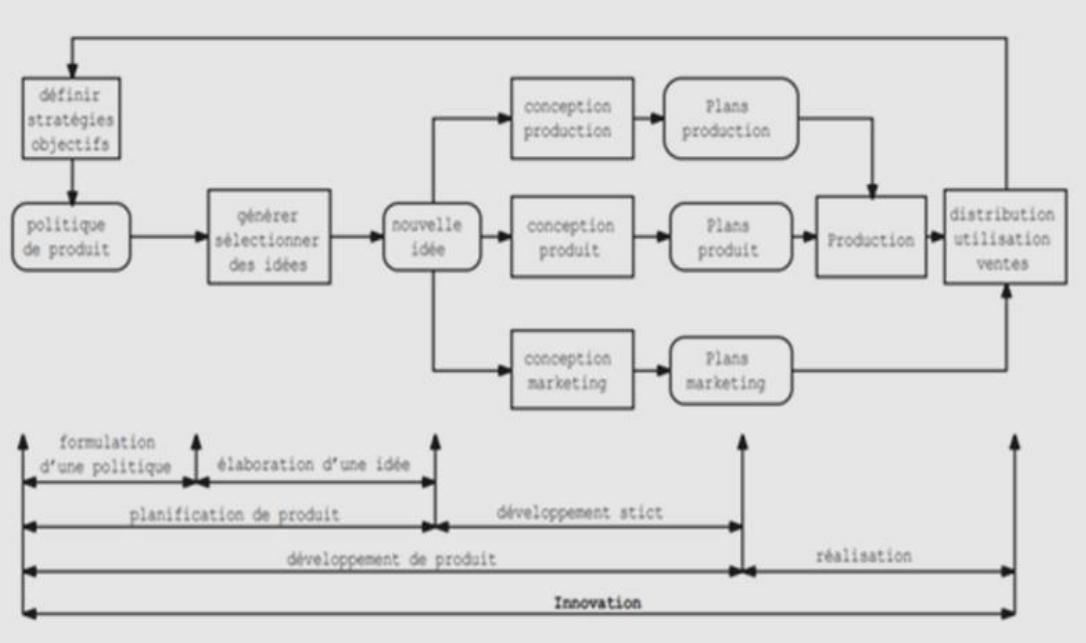 définir
stratégies
objectifs
politique
de produit
générer
sélectionner
des idées
nouvelle
idée
conception
production
Plans
production
conception
produit
Plans
produit
Production
distribution
utilisation
ventes
conception
marketing
Plans
marketing
formulation
d'une politique
élaboration d'une idée
planification de produit
développement stict
développement de produit
réalisation
Innovation